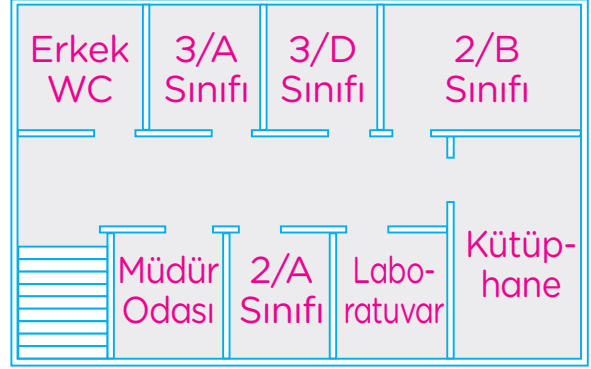 Erkek
WC
3/A
Sınıfı
3/D
Sınıfı
2/B
Sınıfı
Müdür
Odası
2/A
Sınıfı
Labo-
ratuvar
Kütüp-
hane